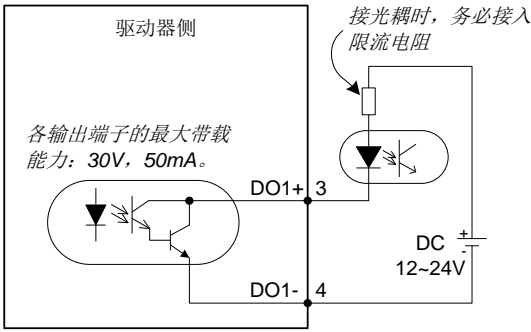 驱动器侧
接光耦时，务必接入
限流电阻
各输出端子的最大带载
能力：30V，50mA。
DO1+ 3
+
-
DC
12~24V
DO1- 4